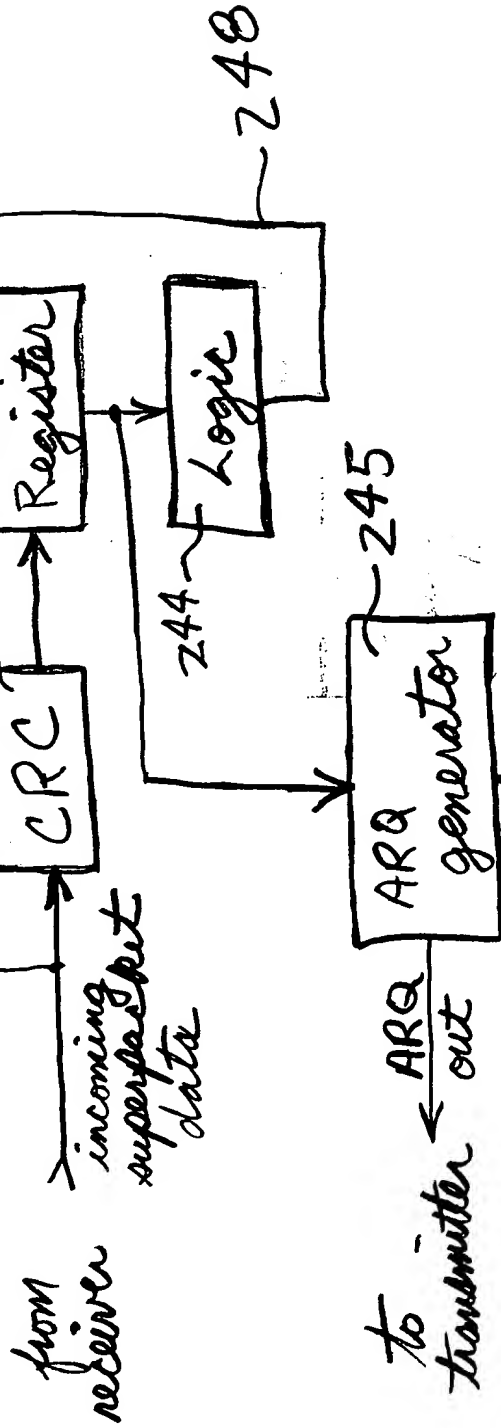 248
Register
Logic
244
CRC
245
ARQ
generator
incoming
superpacket
data
from
receiver
ARQ
out
to
transmitter